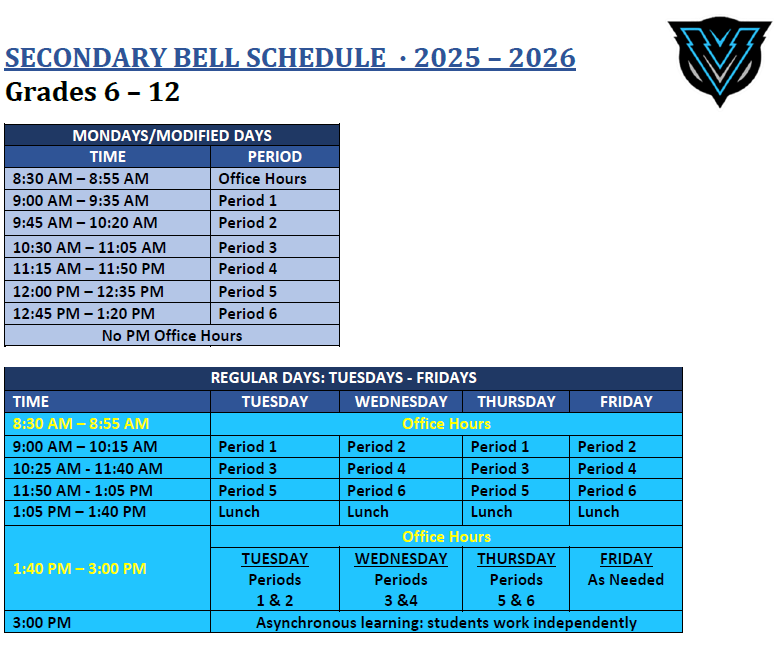 SECONDARY BELL SCHEDULE · 2025 – 2026
Grades 6 – 12
MONDAYS/MODIFIED DAYS
TIME PERIOD
8:30 AM – 8:55 AM Office Hours
9:00 AM – 9:35 AM Period 1
9:45 AM – 10:20 AM Period 2
10:30 AM – 11:05 AM Period 3
11:15 AM – 11:50 PM Period 4
12:00 PM – 12:35 PM Period 5
12:45 PM – 1:20 PM Period 6
No PM Office Hours
REGULAR DAYS: TUESDAYS - FRIDAYS
TIME TUESDAY WEDNESDAY THURSDAY FRIDAY
8:30 AM – 8:55 AM Office Hours
9:00 AM – 10:15 AM Period 1 Period 2 Period 1 Period 2
10:25 AM - 11:40 AM Period 3 Period 4 Period 3 Period 4
11:50 AM - 1:05 PM Period 5 Period 6 Period 5 Period 6
1:05 PM – 1:40 PM Lunch Lunch Lunch Lunch
Office Hours
1:40 PM – 3:00 PM
TUESDAY WEDNESDAY THURSDAY FRIDAY
Periods Periods Periods As Needed
1 & 2 3 &4 5 & 6
3:00 PM Asynchronous learning: students work independently